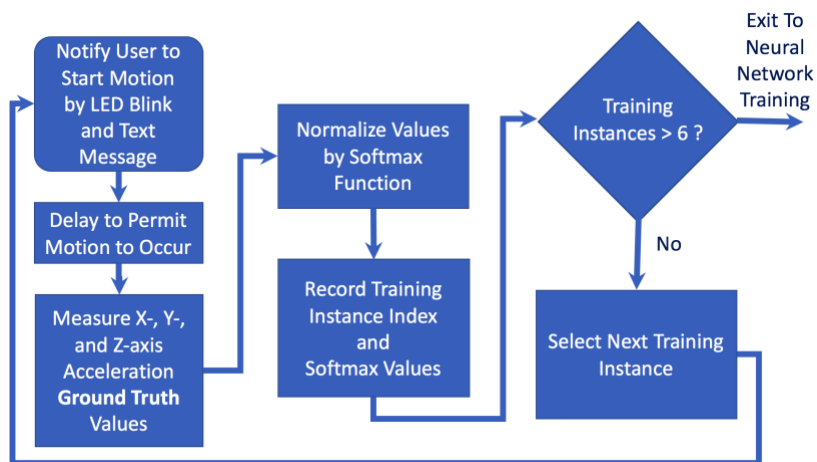 Notify User to
Start Motion
by LED Blink
and Text
Message
Delay to Permit
Motion to Occur
Measure X-, Y-,
and Z-axis
Acceleration
Ground Truth
Values
Normalize Values
by Softmax
Function
Record Training
Instance Index
and
Softmax Values
Training
Instances > 6 ?
Exit To
Neural
Network
Training
No
Select Next Training
Instance